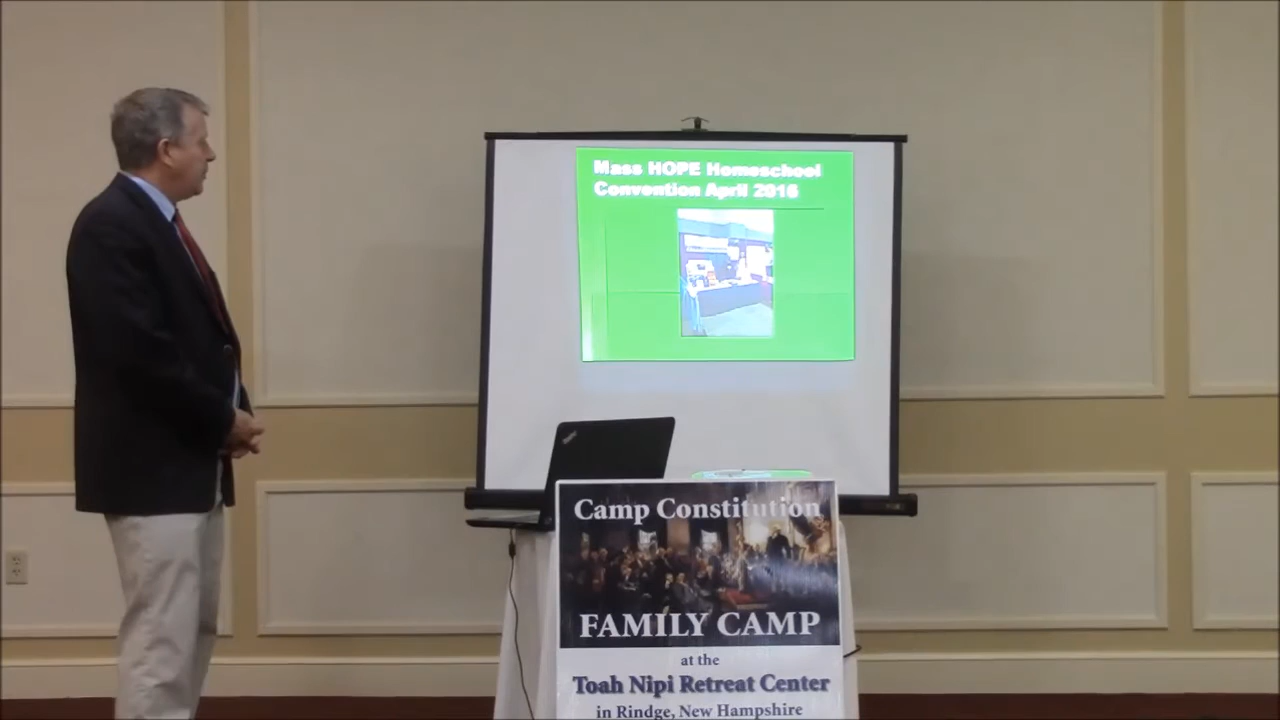 Mass HOPE Homeschool
Convention April 2016
Camp Constitution
FAMILY CAMP
at the
Toah Nipi Retreat Center
in Rindge, New Hampshire